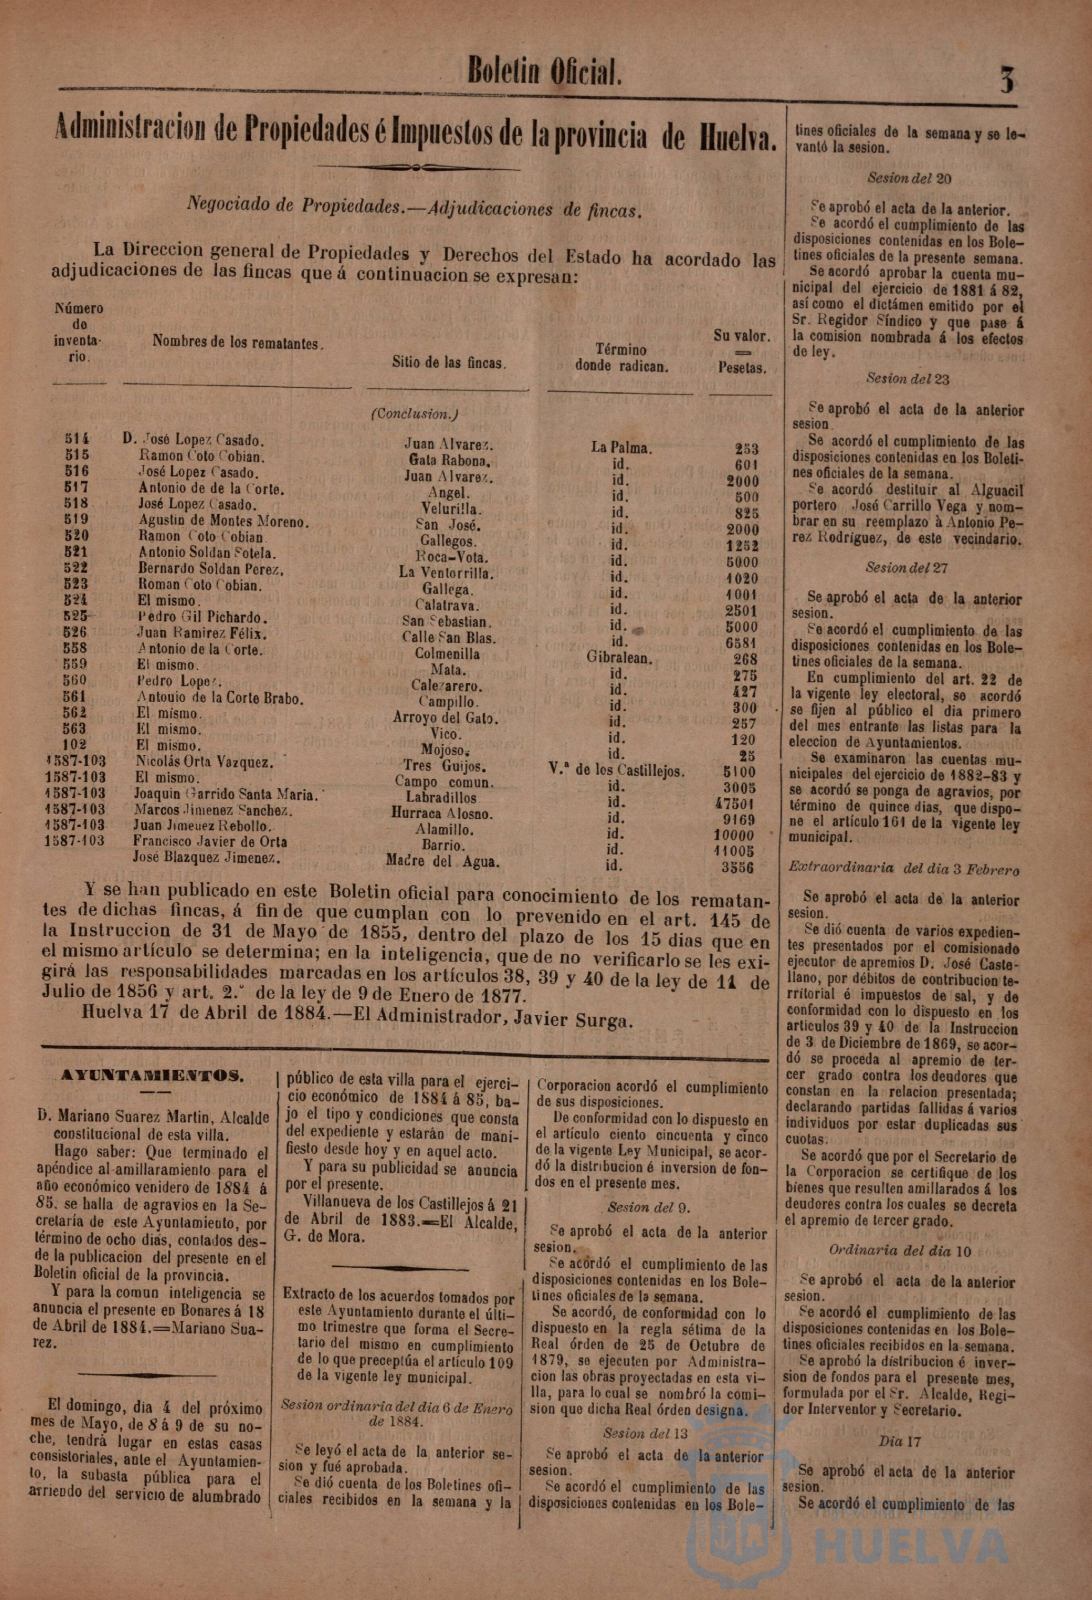 Boletin Oficial.
3
Administracion de Propiedades é Impuestos de la provincia de Huelva.
Negociado de Propiedades.—Adjudicaciones de fincas.
La Direccion general de Propiedades y Derechos del Estado ha acordado las
adjudicaciones de las fincas que á continuacion se expresan:
Número de inventario. Nombres de los rematantes. Sitio de las fincas. Término donde radican. Su valor. = Pesetas.
(Conclusion.)
514 D. José Lopez Casado. Juan Alvarez. La Palma. 253
515 Ramon Coto Cobian. Gata Rabona. id. 601
516 José Lopez Casado. Juan Alvarez. id. 2000
517 Antonio de de la Corte. Angel. id. 500
518 José Lopez Casado. Velurilla. id. 825
519 Agustin de Montes Moreno. San José. id. 2000
520 Ramon Coto Cobian Gallegos. id. 1252
521 Antonio Soldan Sotela. Roca-Vota. id. 5000
522 Bernardo Soldan Perez. La Ventorrilla. id. 1020
523 Roman Coto Cobian. Gallega. id. 1001
524 El mismo. Calatrava. id. 2501
525 Pedro Gil Pichardo. San Sebastian. id. 5000
526 Juan Ramirez Félix. Calle San Blas. id. 6581
558 Antonio de la Corte. Colmenilla Gibralean. 268
559 El mismo. Mata. id. 275
560 Pedro Lopez. Calezarero. id. 427
561 Antouio de la Corte Brabo. Campillo. id. 300
562 El mismo. Arroyo del Gato. id. 257
563 El mismo. Vico. id. 120
102 El mismo. Mojoso. id. 25
1587-103 Nicolás Orta Vazquez. Tres Guijos. V.ª de los Castillejos. 5100
1587-103 El mismo. Campo comun. id. 3005
1587-103 Joaquin Garrido Santa Maria. Labradillos id. 47501
1587-103 Marcos Jimenez Sanchez. Hurraca Alosno. id. 9169
1587-103 Juan Jimeuez Rebollo. Alamillo. id. 10000
1587-103 Francisco Javier de Orta Barrio. id. 11005
José Blazquez Jimenez. Madre del Agua. id. 3556
Y se han publicado en este Boletin oficial para conocimiento de los rematan-
tes de dichas fincas, á fin de que cumplan con lo prevenido en el art. 145 de
la Instruccion de 31 de Mayo de 1855, dentro del plazo de los 15 dias que en
el mismo artículo se determina; en la inteligencia, que de no verificarlo se les exi-
girá las responsabilidades marcadas en los artículos 38, 39 y 40 de la ley de 11 de
Julio de 1856 y art. 2.º de la ley de 9 de Enero de 1877.
Huelva 17 de Abril de 1884.—El Administrador, Javier Surga.
AYUNTAMIENTOS.
D. Mariano Suarez Martin, Alcalde
constitucional de esta villa.
Hago saber: Que terminado el
apéndice al amillaramiento para el
año económico venidero de 1884 á
85, se halla de agravios en la Se-
cretaría de este Ayuntamiento, por
término de ocho dias, contados des-
de la publicacion del presente en el
Boletin oficial de la provincia.
Y para la comun inteligencia se
anuncia el presente en Bonares á 18
de Abril de 1884.=Mariano Sua-
rez.
El domingo, dia 4 del próximo
mes de Mayo, de 8 á 9 de su no-
che, tendrá lugar en estas casas
consistoriales, ante el Ayuntamien-
to, la subasta pública para el
arriendo del servicio de alumbrado
público de esta villa para el ejerci-
cio económico de 1884 á 85, ba-
jo el tipo y condiciones que consta
del expediente y estarán de mani-
fiesto desde hoy y en aquel acto.
Y para su publicidad se anuncia
por el presente.
Villanueva de los Castillejos á 21
de Abril de 1883.=El Alcalde,
G. de Mora.
Extracto de los acuerdos tomados por
este Ayuntamiento durante el últi-
mo trimestre que forma el Secre-
tario del mismo en cumplimiento
de lo que preceptúa el artículo 109
de la vigente ley municipal.
Sesion ordinaria del dia 6 de Enero
de 1884.
Se leyó el acta de la anterior se-
sion y fué aprobada.
Se dió cuenta de los Boletines ofi-
ciales recibidos en la semana y la
Corporacion acordó el cumplimiento
de sus disposiciones.
De conformidad con lo dispuesto en
el artículo ciento cincuenta y cinco
de la vigente Ley Municipal, se acor-
dó la distribucion é inversion de fon-
dos en el presente mes.
Sesion del 9.
Se aprobó el acta de la anterior
sesion.
Se acórdó el cumplimiento de las
disposiciones contenidas en los Bole-
tines oficiales de la semana.
Se acordó, de conformidad con lo
dispuesto en la regla sétima de la
Real órden de 25 de Octubre de
1879, se ejecuten por Administra-
cion las obras proyectadas en esta vi-
lla, para lo cual se nombró la comi-
sion que dicha Real órden designa.
Sesion del 13
Se aprobó el acta de la anterior
sesion.
Se acordó el cumplimiento de las
disposiciones contenidas en los Bole-
tines oficiales de la semana y se le-
vantó la sesion.
Sesion del 20
Se aprobó el acta de la anterior.
Se acordó el cumplimiento de las
disposiciones contenidas en los Bole-
tines oficiales de la presente semana.
Se acordó aprobar la cuenta mu-
nicipal del ejercicio de 1881 á 82,
así como el dictámen emitido por el
Sr. Regidor Síndico y que pase á
la comision nombrada á los efectos
de ley.
Sesion del 23
Se aprobó el acta de la anterior
sesion.
Se acordó el cumplimiento de las
disposiciones contenidas en los Boleti-
nes oficiales de la semana.
Se acordó destituir al Alguacil
portero José Carrillo Vega y nom-
brar en su reemplazo à Antonio Pe-
rez Rodríguez, de este vecindario.
Sesion del 27
Se aprobó el acta de la anterior
sesion.
Se acordó el cumplimiento de las
disposiciones contenidas en los Bole-
tines oficiales de la semana.
En cumplimiento del art. 22 de
la vigente ley electoral, se acordó
se fijen al público el dia primero
del mes entrante las listas para la
eleccion de Ayuntamientos.
Se examinaron las cuentas mu-
nicipales del ejercicio de 1882-83 y
se acordó se ponga de agravios, por
término de quince dias, que dispo-
ne el artículo 161 de la vigente ley
municipal.
Extraordinaria del dia 3 Febrero
Se aprobó el acta de la anterior
sesion.
Se dió cuenta de varios expedien-
tes presentados por el comisionado
ejecutor de apremios D. José Caste-
llano, por débitos de contribucion te-
rritorial é impuestos de sal, y de
conformidad con lo dispuesto en los
articulos 39 y 40 de la Instruccion
de 3 de Diciembre de 1869, se acor-
dó se proceda al apremio de ter-
cer grado contra los deudores que
constan en la relacion presentada;
declarando partidas fallidas á varios
individuos por estar duplicadas sus
cuotas.
Se acordó que por el Secretario de
la Corporacion se certifique de los
bienes que resulten amillarados á los
deudores contra los cuales se decreta
el apremio de tercer grado.
Ordinaria del dia 10
Se aprobó el acta de la anterior
sesion.
Se acordó el cumplimiento de las
disposiciones contenidas en los Bole-
tines oficiales recibidos en la semana.
Se aprobó la distribucion é inver-
sion de fondos para el presente mes,
formulada por el Sr. Alcalde, Regi-
dor Interventor y Secretario.
Dia 17
Se aprobó el acta de la anterior
sesion.
Se acordó el cumplimiento de las
HUELVA